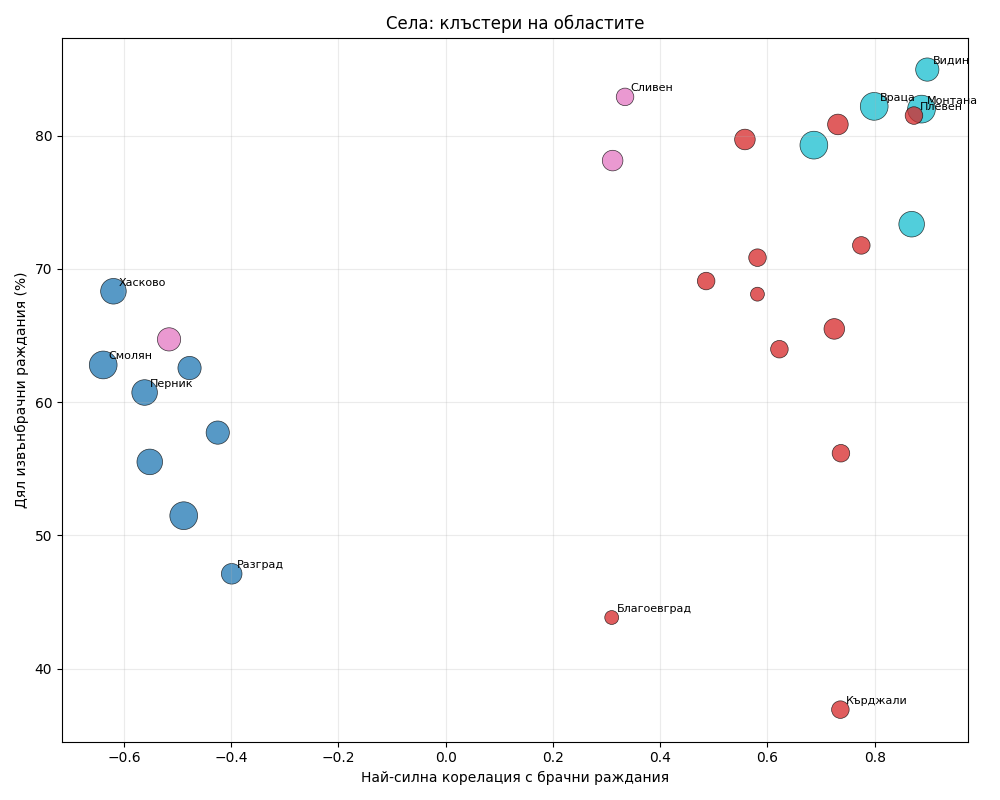 Села: клъстери на областите
Дял извънбрачни раждания (%)
80
70
60
50
40
Видин
Сливен
Враца
Монтана
Плевен
Хасково
Смолян
Перник
Разград
Благоевград
Кърджали
−0.6
−0.4
−0.2
0.0
0.2
0.4
0.6
0.8
Най-силна корелация с брачни раждания